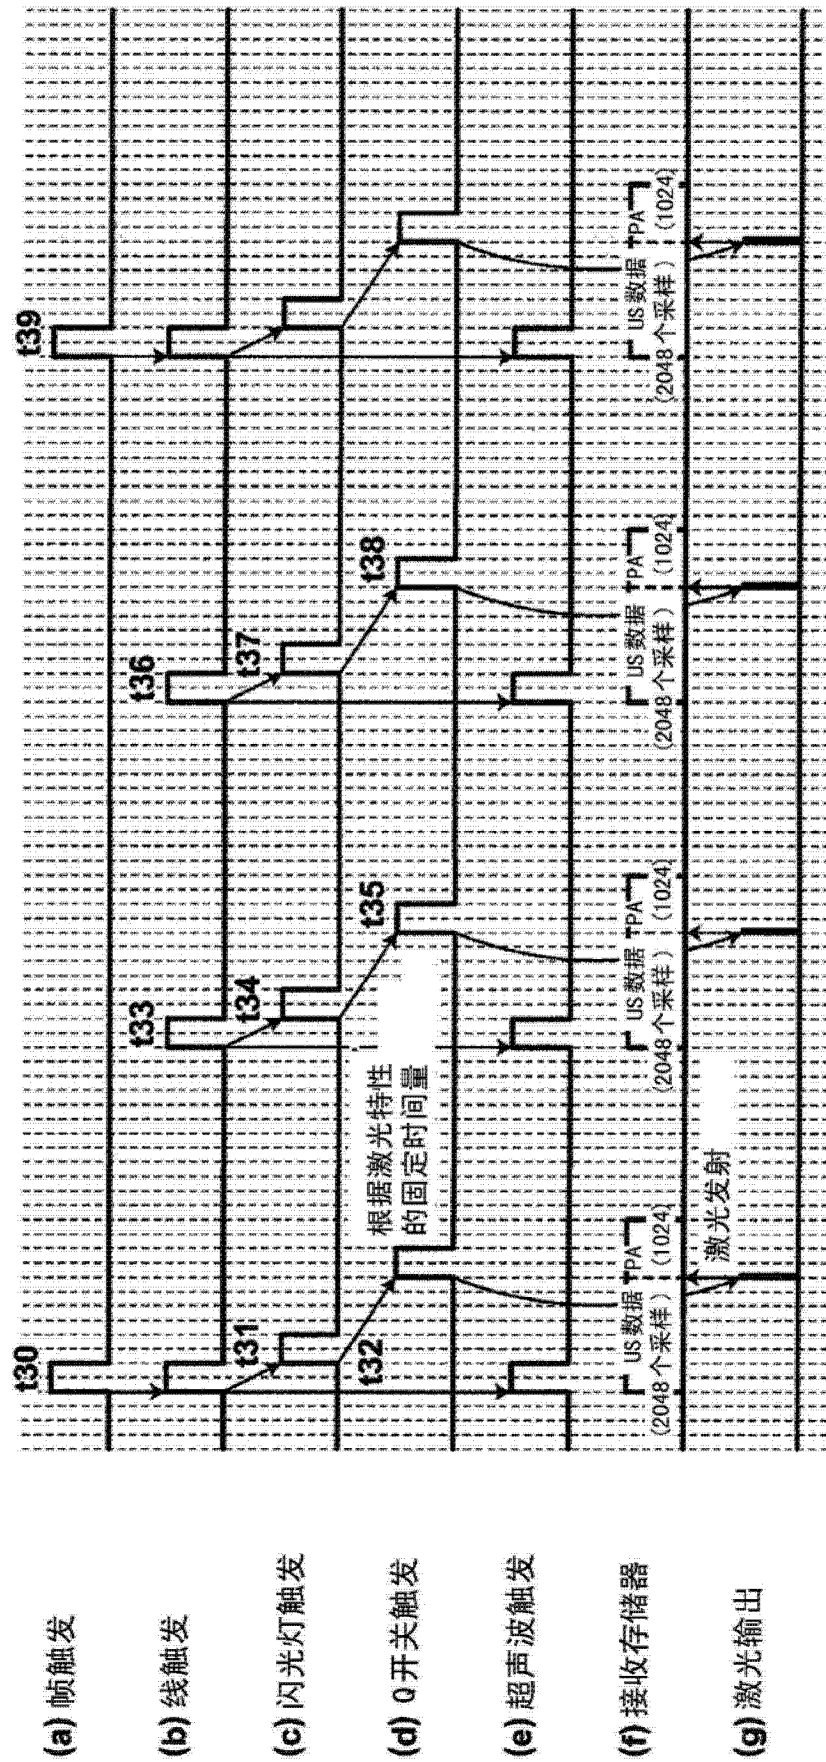 (a) 帧触发
t30
t39
(b) 线触发
t33
t36
(c) 闪光灯触发
t31
t34
t37
(d) Q开关触发
t32
根据激光特性
的固定时间量
t35
t38
(e) 超声波触发
(f) 接收存储器
US数据 PA
(2048个采样) (1024)
US数据 PA
(2048个采样) (1024)
US数据 PA
(2048个采样) (1024)
US数据 PA
(2048个采样) (1024)
(g) 激光输出
激光发射